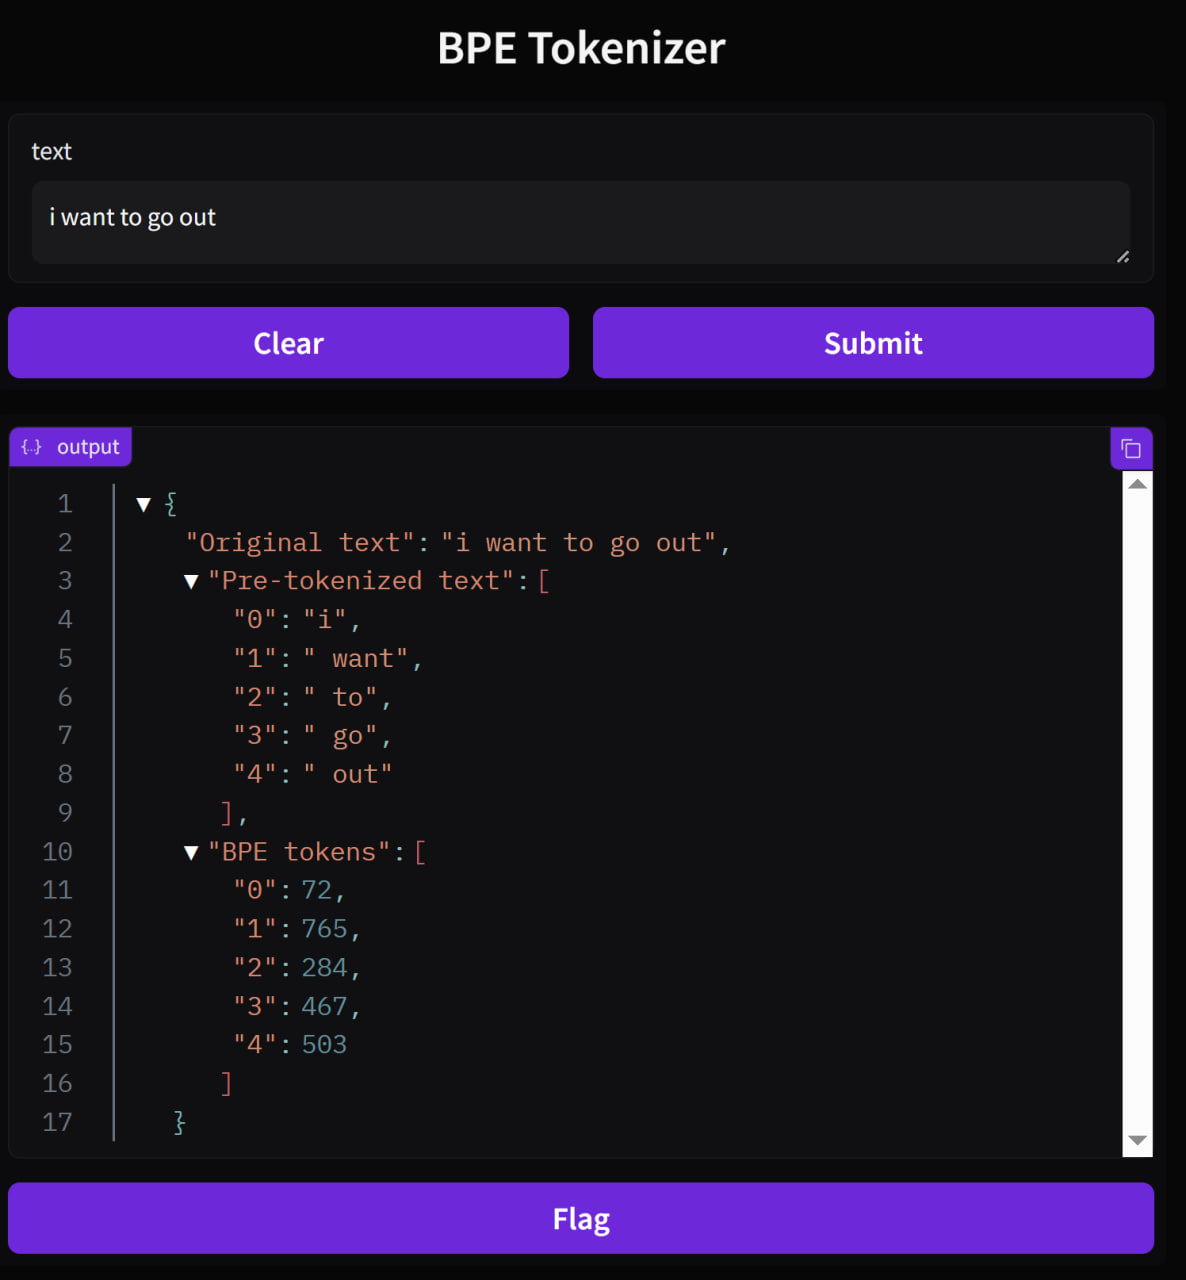 BPE Tokenizer
text
i want to go out
Clear
Submit
{..} output
1 ▼ {
2 "Original text": "i want to go out",
3 ▼ "Pre-tokenized text": [
4 "0": "i",
5 "1": " want",
6 "2": " to",
7 "3": " go",
8 "4": " out"
9 ],
10 ▼ "BPE tokens": [
11 "0": 72,
12 "1": 765,
13 "2": 284,
14 "3": 467,
15 "4": 503
16 ]
17 }
Flag